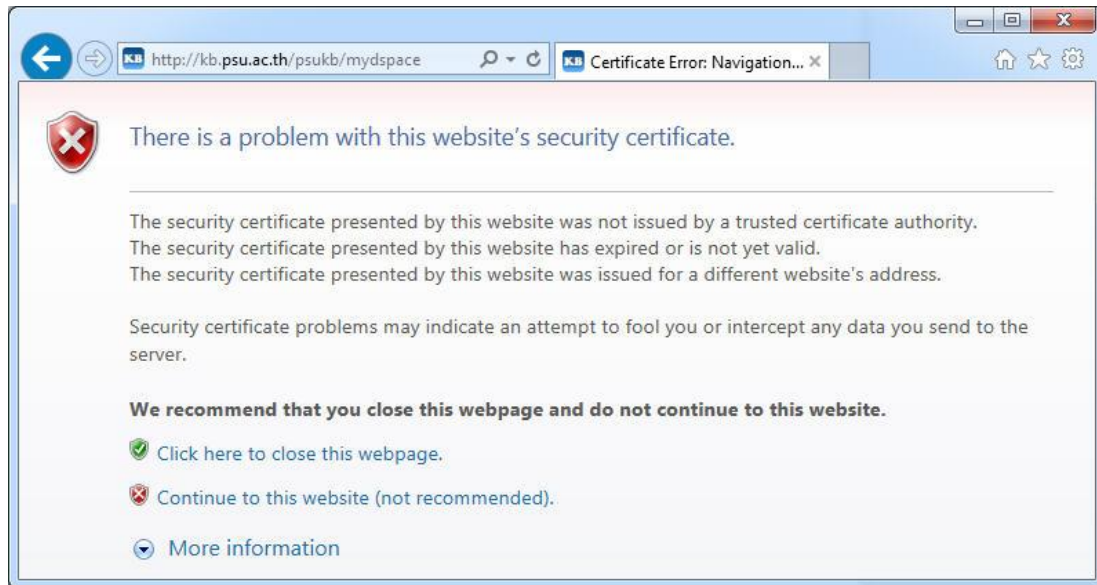 KB http://kb.psu.ac.th/psukb/mydspace
KB Certificate Error: Navigation...
There is a problem with this website's security certificate.
The security certificate presented by this website was not issued by a trusted certificate authority.
The security certificate presented by this website has expired or is not yet valid.
The security certificate presented by this website was issued for a different website's address.
Security certificate problems may indicate an attempt to fool you or intercept any data you send to the
server.
We recommend that you close this webpage and do not continue to this website.
Click here to close this webpage.
Continue to this website (not recommended).
More information